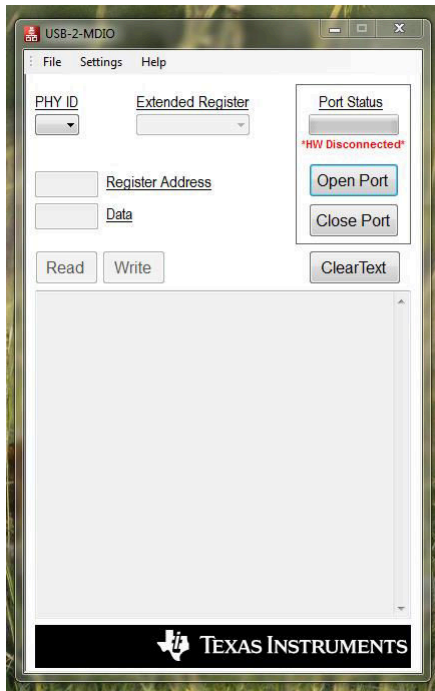 USB-2-MDIO
File Settings Help
PHY ID
Extended Register
Port Status
*HW Disconnected*
Open Port
Close Port
Register Address
Data
Read
Write
ClearText
TEXAS INSTRUMENTS